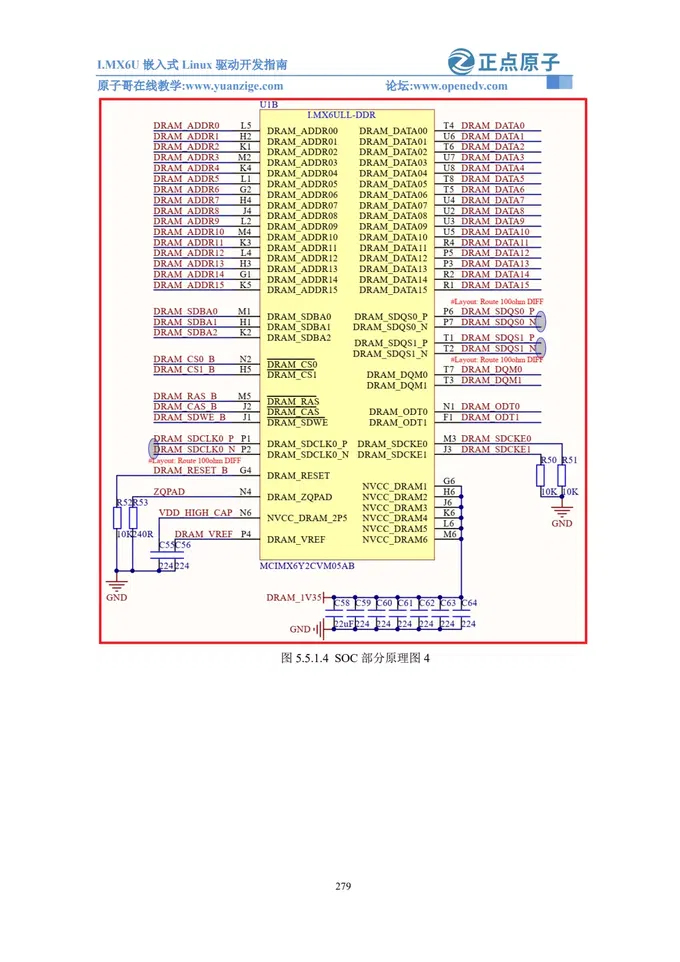 I.MX6U 嵌入式 Linux 驱动开发指南
正点原子
原子哥在线教学:www.yuanzige.com 论坛:www.openedv.com
U1B
I.MX6ULL-DDR
DRAM_ADDR0 L5 DRAM_ADDR00 DRAM_DATA00 T4 DRAM_DATA0
DRAM_ADDR1 H2 DRAM_ADDR01 DRAM_DATA01 U6 DRAM_DATA1
DRAM_ADDR2 K1 DRAM_ADDR02 DRAM_DATA02 T6 DRAM_DATA2
DRAM_ADDR3 M2 DRAM_ADDR03 DRAM_DATA03 U7 DRAM_DATA3
DRAM_ADDR4 K4 DRAM_ADDR04 DRAM_DATA04 U8 DRAM_DATA4
DRAM_ADDR5 L1 DRAM_ADDR05 DRAM_DATA05 T8 DRAM_DATA5
DRAM_ADDR6 G2 DRAM_ADDR06 DRAM_DATA06 T5 DRAM_DATA6
DRAM_ADDR7 H4 DRAM_ADDR07 DRAM_DATA07 U4 DRAM_DATA7
DRAM_ADDR8 J4 DRAM_ADDR08 DRAM_DATA08 U2 DRAM_DATA8
DRAM_ADDR9 L2 DRAM_ADDR09 DRAM_DATA09 U3 DRAM_DATA9
DRAM_ADDR10 M4 DRAM_ADDR10 DRAM_DATA10 U5 DRAM_DATA10
DRAM_ADDR11 K3 DRAM_ADDR11 DRAM_DATA11 R4 DRAM_DATA11
DRAM_ADDR12 L4 DRAM_ADDR12 DRAM_DATA12 P5 DRAM_DATA12
DRAM_ADDR13 H3 DRAM_ADDR13 DRAM_DATA13 P3 DRAM_DATA13
DRAM_ADDR14 G1 DRAM_ADDR14 DRAM_DATA14 R2 DRAM_DATA14
DRAM_ADDR15 K5 DRAM_ADDR15 DRAM_DATA15 R1 DRAM_DATA15
#Layout: Route 100ohm DIFF
DRAM_SDBA0 M1 DRAM_SDBA0 DRAM_SDQS0_P P6 DRAM_SDQS0_P
DRAM_SDBA1 H1 DRAM_SDBA1 DRAM_SDQS0_N P7 DRAM_SDQS0_N
DRAM_SDBA2 K2 DRAM_SDBA2 DRAM_SDQS1_P T1 DRAM_SDQS1_P
DRAM_SDQS1_N T2 DRAM_SDQS1_N
#Layout: Route 100ohm DIFF
DRAM_CS0_B N2 DRAM_CS0
DRAM_CS1_B H5 DRAM_CS1 DRAM_DQM0 T7 DRAM_DQM0
DRAM_DQM1 T3 DRAM_DQM1
DRAM_RAS_B M5 DRAM_RAS
DRAM_CAS_B J2 DRAM_CAS DRAM_ODT0 N1 DRAM_ODT0
DRAM_SDWE_B J1 DRAM_SDWE DRAM_ODT1 F1 DRAM_ODT1
DRAM_SDCLK0_P P1 DRAM_SDCLK0_P DRAM_SDCKE0 M3 DRAM_SDCKE0
DRAM_SDCLK0_N P2 DRAM_SDCLK0_N DRAM_SDCKE1 J3 DRAM_SDCKE1
#Layout: Route 100ohm DIFF
R50 R51
DRAM_RESET_B G4 DRAM_RESET
NVCC_DRAM1 G6
ZQPAD N4 DRAM_ZQPAD NVCC_DRAM2 H6
10K 10K
R52 R53
NVCC_DRAM3 J6
VDD_HIGH_CAP N6 NVCC_DRAM_2P5 NVCC_DRAM4 K6
GND
NVCC_DRAM5 L6
10K 240R
DRAM_VREF P4 DRAM_VREF NVCC_DRAM6 M6
C55 C56
224 224
MCIMX6Y2CVM05AB
GND
DRAM_1V35
C58 C59 C60 C61 C62 C63 C64
22uF 224 224 224 224 224 224
GND
图 5.5.1.4 SOC 部分原理图 4
279